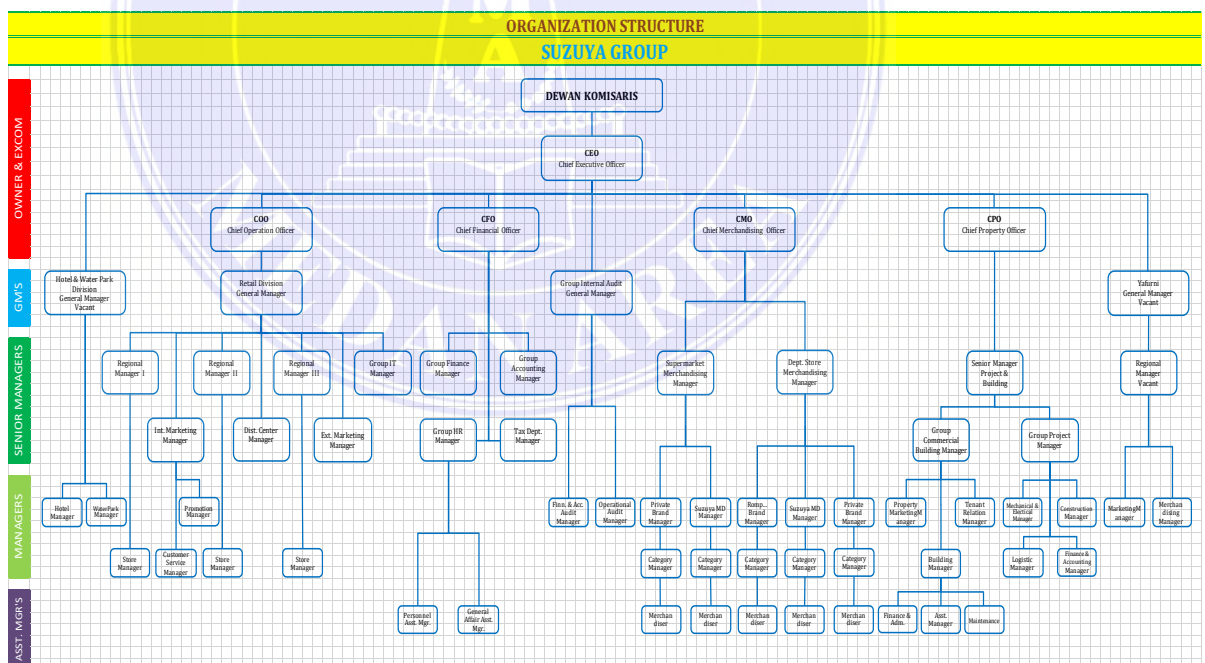 ORGANIZATION STRUCTURE
SUZUYA GROUP
OWNER & EXCOM
DEWAN KOMISARIS
CEO
Chief Executive Officer
COO
Chief Operation Officer
CFO
Chief Financial Officer
CMO
Chief Merchandising Officer
CPO
Chief Property Officer
GM'S
Hotel & Water Park
Division
General Manager
Vacant
Retail Division
General Manager
Group Internal Audit
General Manager
Yafurni
General Manager
Vacant
SENIOR MANAGERS
Regional
Manager I
Regional
Manager II
Regional
Manager III
Group IT
Manager
Group Finance
Manager
Group
Accounting
Manager
Supermarket
Merchandising
Manager
Dept. Store
Merchandising
Manager
Senior Manager
Project &
Building
Regional
Manager
Vacant
Int. Marketing
Manager
Dist. Center
Manager
Ext. Marketing
Manager
Group HR
Manager
Tax Dept.
Manager
Group
Commercial
Building Manager
Group Project
Manager
MANAGERS
Hotel
Manager
WaterPark
Manager
Promotion
Manager
Finn. & Acc.
Audit
Manager
Operational
Audit
Manager
Private
Brand
Manager
Suzuya MD
Manager
Romp...
Brand
Manager
Suzuya MD
Manager
Private
Brand
Manager
Property
MarketingM
anager
Tenant
Relation
Manager
Mechanical &
Electical
Manager
Construction
Manager
MarketingM
anager
Merchan
dising
Manager
Store
Manager
Customer
Service
Manager
Store
Manager
Store
Manager
Category
Manager
Category
Manager
Category
Manager
Category
Manager
Category
Manager
Building
Manager
Logistic
Manager
Finance &
Accounting
Manager
ASST. MGR'S
Personnel
Asst. Mgr.
General
Affair Asst.
Mgr.
Merchan
diser
Merchan
diser
Merchan
diser
Merchan
diser
Merchan
diser
Finance &
Adm.
Asst.
Manager
Maintenance
MEDAN AREA